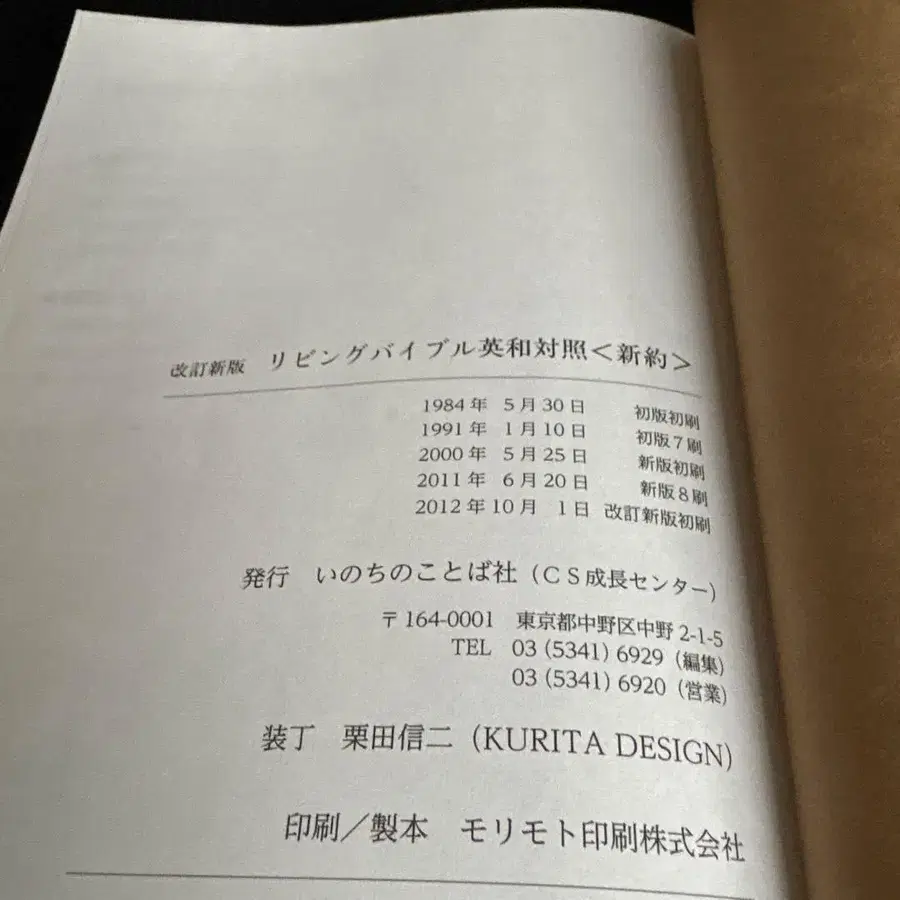 改訂新版 リビングバイブル英和対照＜新約＞
1984年 5月30日 初版初刷
1991年 1月10日 初版7刷
2000年 5月25日 新版初刷
2011年 6月20日 新版8刷
2012年10月 1日 改訂新版初刷
発行 いのちのことば社（CS成長センター）
〒164-0001 東京都中野区中野2-1-5
TEL 03（5341）6929（編集）
03（5341）6920（営業）
装丁 栗田信二（KURITA DESIGN）
印刷／製本 モリモト印刷株式会社